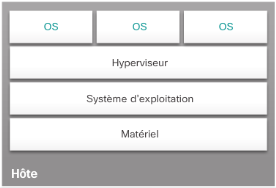 OS OS OS
Hyperviseur
Système d'exploitation
Matériel
Hôte